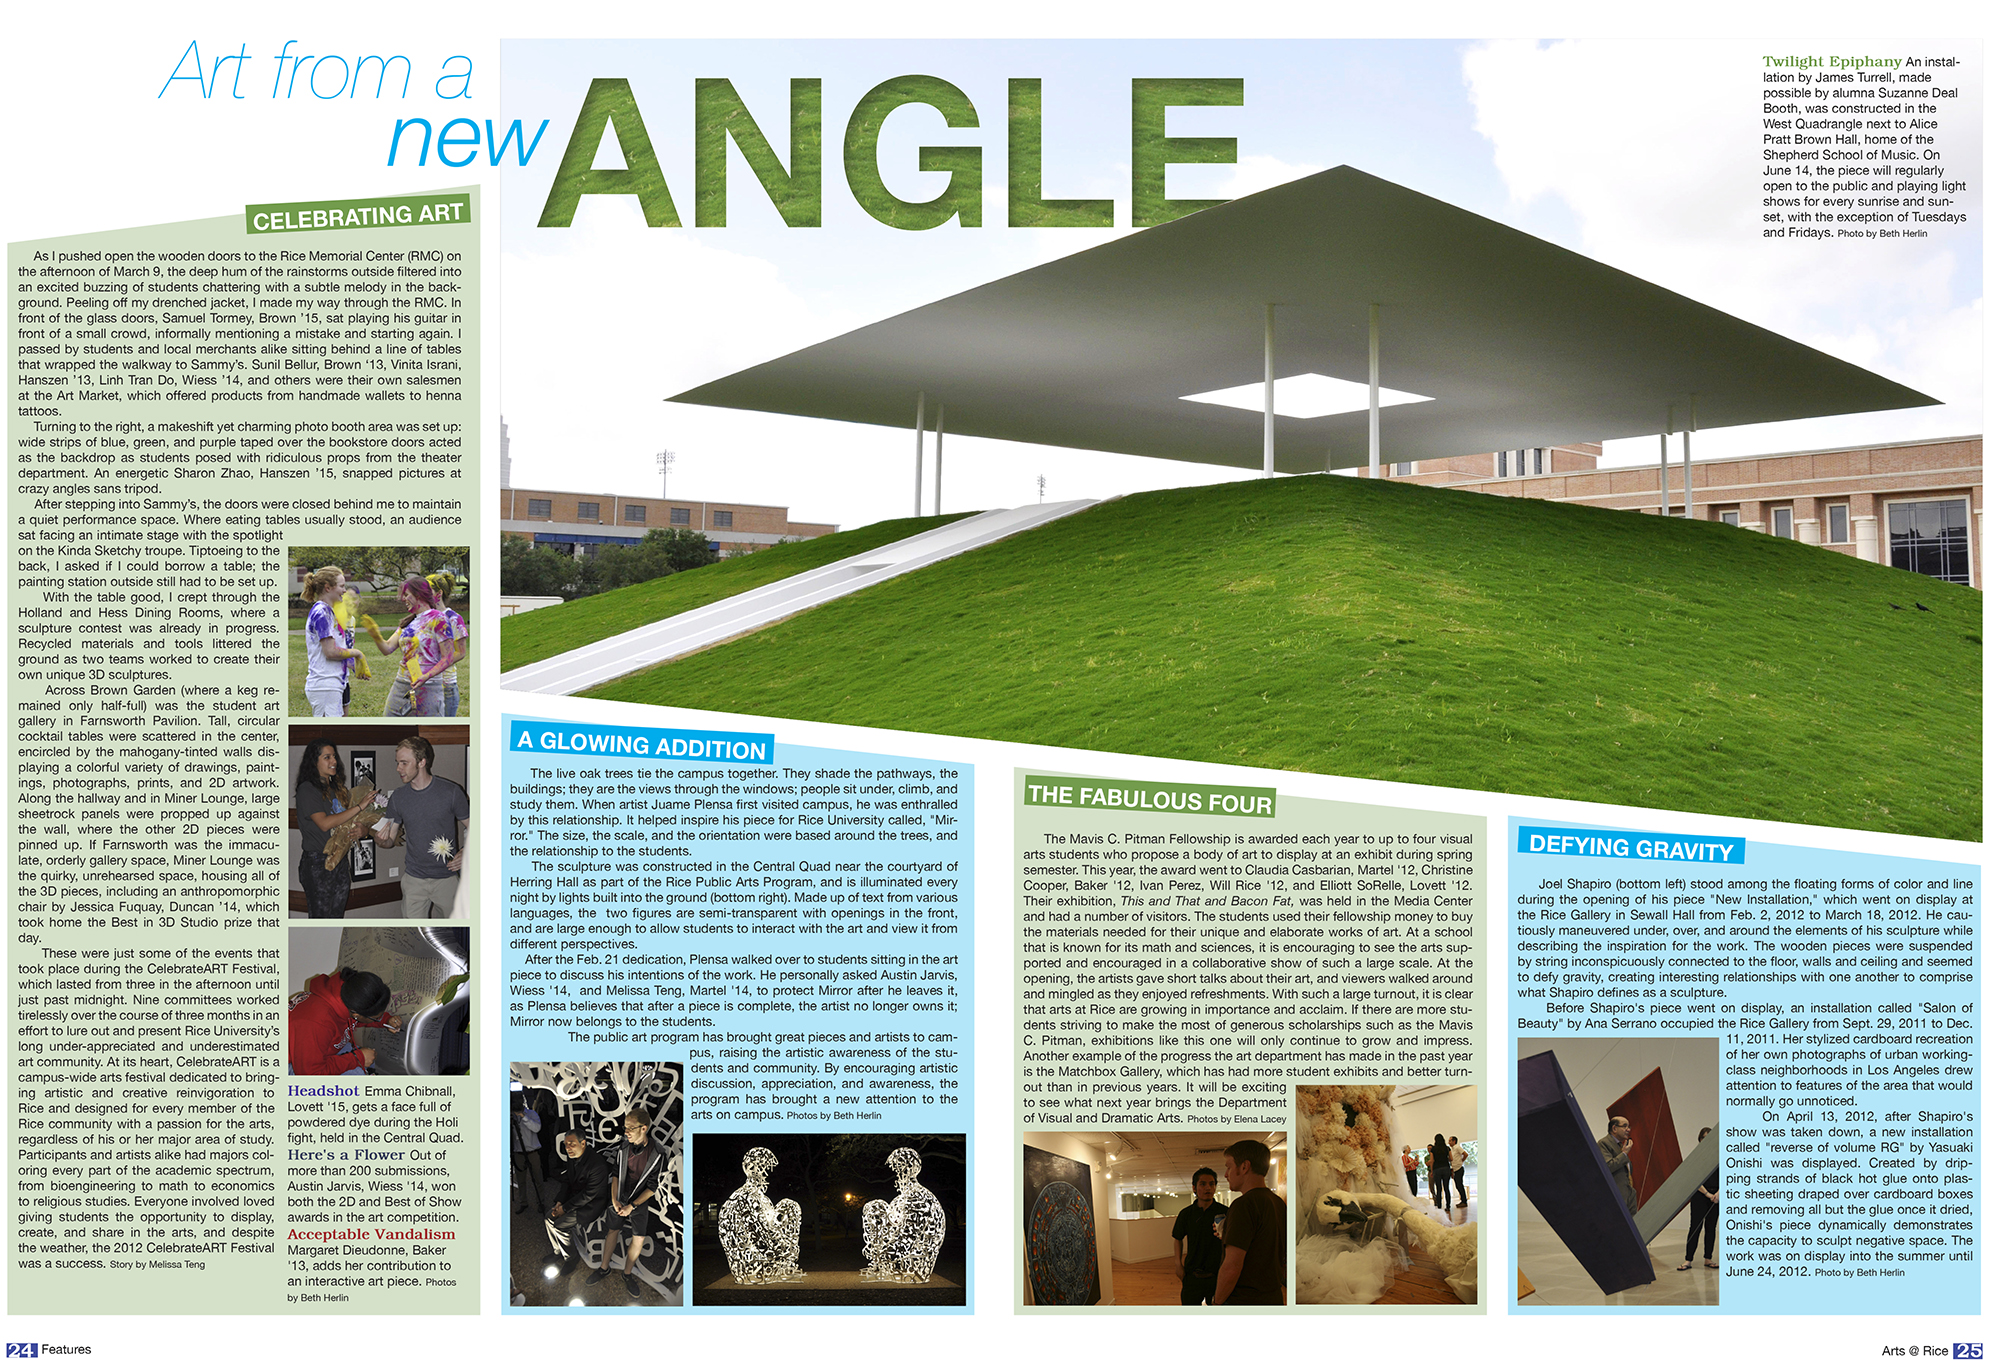 Art from a
new ANGLE
Twilight Epiphany An instal-
lation by James Turrell, made
possible by alumna Suzanne Deal
Booth, was constructed in the
West Quadrangle next to Alice
Pratt Brown Hall, home of the
Shepherd School of Music. On
June 14, the piece will regularly
open to the public and playing light
shows for every sunrise and sun-
set, with the exception of Tuesdays
and Fridays. Photo by Beth Herlin
CELEBRATING ART
As I pushed open the wooden doors to the Rice Memorial Center (RMC) on
the afternoon of March 9, the deep hum of the rainstorms outside filtered into
an excited buzzing of students chattering with a subtle melody in the back-
ground. Peeling off my drenched jacket, I made my way through the RMC. In
front of the glass doors, Samuel Tormey, Brown ’15, sat playing his guitar in
front of a small crowd, informally mentioning a mistake and starting again. I
passed by students and local merchants alike sitting behind a line of tables
that wrapped the walkway to Sammy’s. Sunil Bellur, Brown ‘13, Vinita Israni,
Hanszen ’13, Linh Tran Do, Wiess ’14, and others were their own salesmen
at the Art Market, which offered products from handmade wallets to henna
tattoos.
Turning to the right, a makeshift yet charming photo booth area was set up:
wide strips of blue, green, and purple taped over the bookstore doors acted
as the backdrop as students posed with ridiculous props from the theater
department. An energetic Sharon Zhao, Hanszen ’15, snapped pictures at
crazy angles sans tripod.
After stepping into Sammy’s, the doors were closed behind me to maintain
a quiet performance space. Where eating tables usually stood, an audience
sat facing an intimate stage with the spotlight
on the Kinda Sketchy troupe. Tiptoeing to the
back, I asked if I could borrow a table; the
painting station outside still had to be set up.
With the table good, I crept through the
Holland and Hess Dining Rooms, where a
sculpture contest was already in progress.
Recycled materials and tools littered the
ground as two teams worked to create their
own unique 3D sculptures.
Across Brown Garden (where a keg re-
mained only half-full) was the student art
gallery in Farnsworth Pavilion. Tall, circular
cocktail tables were scattered in the center,
encircled by the mahogany-tinted walls dis-
playing a colorful variety of drawings, paint-
ings, photographs, prints, and 2D artwork.
Along the hallway and in Miner Lounge, large
sheetrock panels were propped up against
the wall, where the other 2D pieces were
pinned up. If Farnsworth was the immacu-
late, orderly gallery space, Miner Lounge was
the quirky, unrehearsed space, housing all of
the 3D pieces, including an anthropomorphic
chair by Jessica Fuquay, Duncan ’14, which
took home the Best in 3D Studio prize that
day.
These were just some of the events that
took place during the CelebrateART Festival,
which lasted from three in the afternoon until
just past midnight. Nine committees worked
tirelessly over the course of three months in an
effort to lure out and present Rice University’s
long under-appreciated and underestimated
art community. At its heart, CelebrateART is a
campus-wide arts festival dedicated to bring-
ing artistic and creative reinvigoration to
Rice and designed for every member of the
Rice community with a passion for the arts,
regardless of his or her major area of study.
Participants and artists alike had majors col-
oring every part of the academic spectrum,
from bioengineering to math to economics
to religious studies. Everyone involved loved
giving students the opportunity to display,
create, and share in the arts, and despite
the weather, the 2012 CelebrateART Festival
was a success. Story by Melissa Teng
Headshot Emma Chibnall,
Lovett '15, gets a face full of
powdered dye during the Holi
fight, held in the Central Quad.
Here's a Flower Out of
more than 200 submissions,
Austin Jarvis, Wiess '14, won
both the 2D and Best of Show
awards in the art competition.
Acceptable Vandalism
Margaret Dieudonne, Baker
'13, adds her contribution to
an interactive art piece. Photos
by Beth Herlin
A GLOWING ADDITION
The live oak trees tie the campus together. They shade the pathways, the
buildings; they are the views through the windows; people sit under, climb, and
study them. When artist Juame Plensa first visited campus, he was enthralled
by this relationship. It helped inspire his piece for Rice University called, "Mir-
ror." The size, the scale, and the orientation were based around the trees, and
the relationship to the students.
The sculpture was constructed in the Central Quad near the courtyard of
Herring Hall as part of the Rice Public Arts Program, and is illuminated every
night by lights built into the ground (bottom right). Made up of text from various
languages, the two figures are semi-transparent with openings in the front,
and are large enough to allow students to interact with the art and view it from
different perspectives.
After the Feb. 21 dedication, Plensa walked over to students sitting in the art
piece to discuss his intentions of the work. He personally asked Austin Jarvis,
Wiess '14, and Melissa Teng, Martel '14, to protect Mirror after he leaves it,
as Plensa believes that after a piece is complete, the artist no longer owns it;
Mirror now belongs to the students.
The public art program has brought great pieces and artists to cam-
pus, raising the artistic awareness of the stu-
dents and community. By encouraging artistic
discussion, appreciation, and awareness, the
program has brought a new attention to the
arts on campus. Photos by Beth Herlin
THE FABULOUS FOUR
The Mavis C. Pitman Fellowship is awarded each year to up to four visual
arts students who propose a body of art to display at an exhibit during spring
semester. This year, the award went to Claudia Casbarian, Martel '12, Christine
Cooper, Baker '12, Ivan Perez, Will Rice '12, and Elliott SoRelle, Lovett '12.
Their exhibition, This and That and Bacon Fat, was held in the Media Center
and had a number of visitors. The students used their fellowship money to buy
the materials needed for their unique and elaborate works of art. At a school
that is known for its math and sciences, it is encouraging to see the arts sup-
ported and encouraged in a collaborative show of such a large scale. At the
opening, the artists gave short talks about their art, and viewers walked around
and mingled as they enjoyed refreshments. With such a large turnout, it is clear
that arts at Rice are growing in importance and acclaim. If there are more stu-
dents striving to make the most of generous scholarships such as the Mavis
C. Pitman, exhibitions like this one will only continue to grow and impress.
Another example of the progress the art department has made in the past year
is the Matchbox Gallery, which has had more student exhibits and better turn-
out than in previous years. It will be exciting
to see what next year brings the Department
of Visual and Dramatic Arts. Photos by Elena Lacey
DEFYING GRAVITY
Joel Shapiro (bottom left) stood among the floating forms of color and line
during the opening of his piece "New Installation," which went on display at
the Rice Gallery in Sewall Hall from Feb. 2, 2012 to March 18, 2012. He cau-
tiously maneuvered under, over, and around the elements of his sculpture while
describing the inspiration for the work. The wooden pieces were suspended
by string inconspicuously connected to the floor, walls and ceiling and seemed
to defy gravity, creating interesting relationships with one another to comprise
what Shapiro defines as a sculpture.
Before Shapiro's piece went on display, an installation called "Salon of
Beauty" by Ana Serrano occupied the Rice Gallery from Sept. 29, 2011 to Dec.
11, 2011. Her stylized cardboard recreation
of her own photographs of urban working-
class neighborhoods in Los Angeles drew
attention to features of the area that would
normally go unnoticed.
On April 13, 2012, after Shapiro's
show was taken down, a new installation
called "reverse of volume RG" by Yasuaki
Onishi was displayed. Created by drip-
ping strands of black hot glue onto plas-
tic sheeting draped over cardboard boxes
and removing all but the glue once it dried,
Onishi's piece dynamically demonstrates
the capacity to sculpt negative space. The
work was on display into the summer until
June 24, 2012. Photo by Beth Herlin
24 Features
Arts @ Rice 25